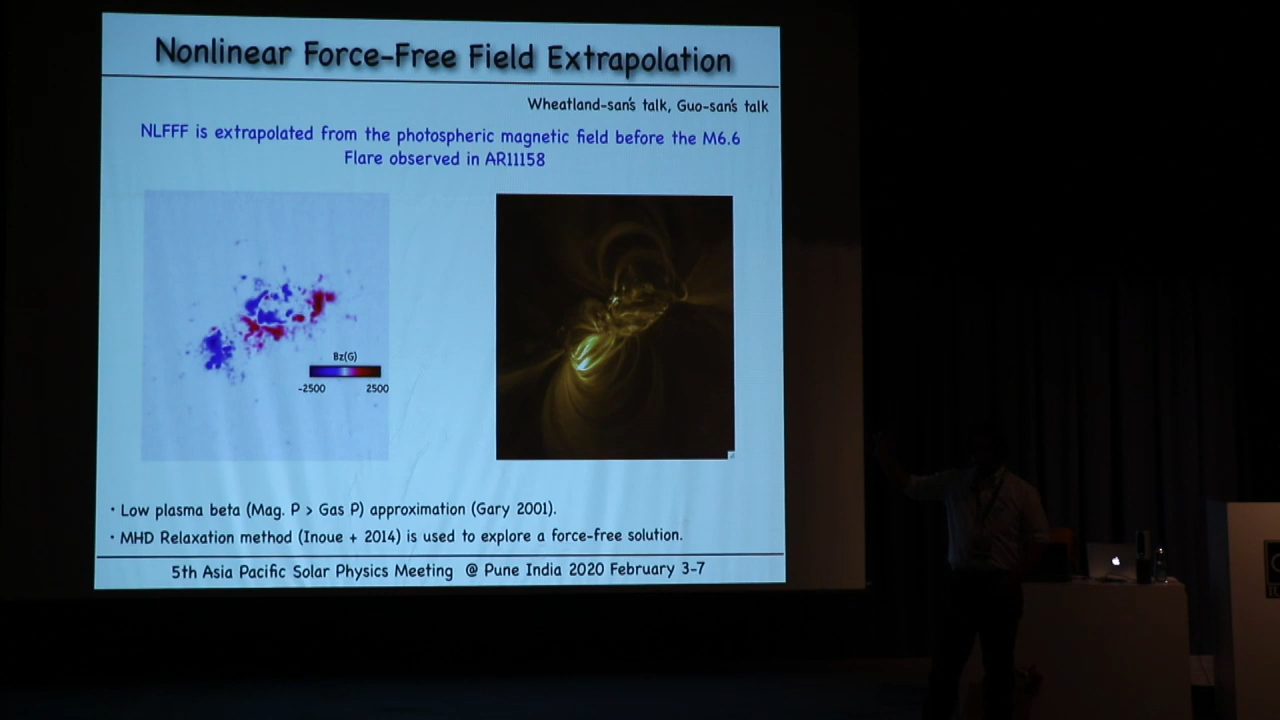 Nonlinear Force-Free Field Extrapolation
Wheatland-san's talk, Guo-san's talk
NLFFF is extrapolated from the photospheric magnetic field before the M6.6
Flare observed in AR11158
Bz(G)
-2500 2500
• Low plasma beta (Mag. P > Gas P) approximation (Gary 2001).
• MHD Relaxation method (Inoue + 2014) is used to explore a force-free solution.
5th Asia Pacific Solar Physics Meeting @ Pune India 2020 February 3-7